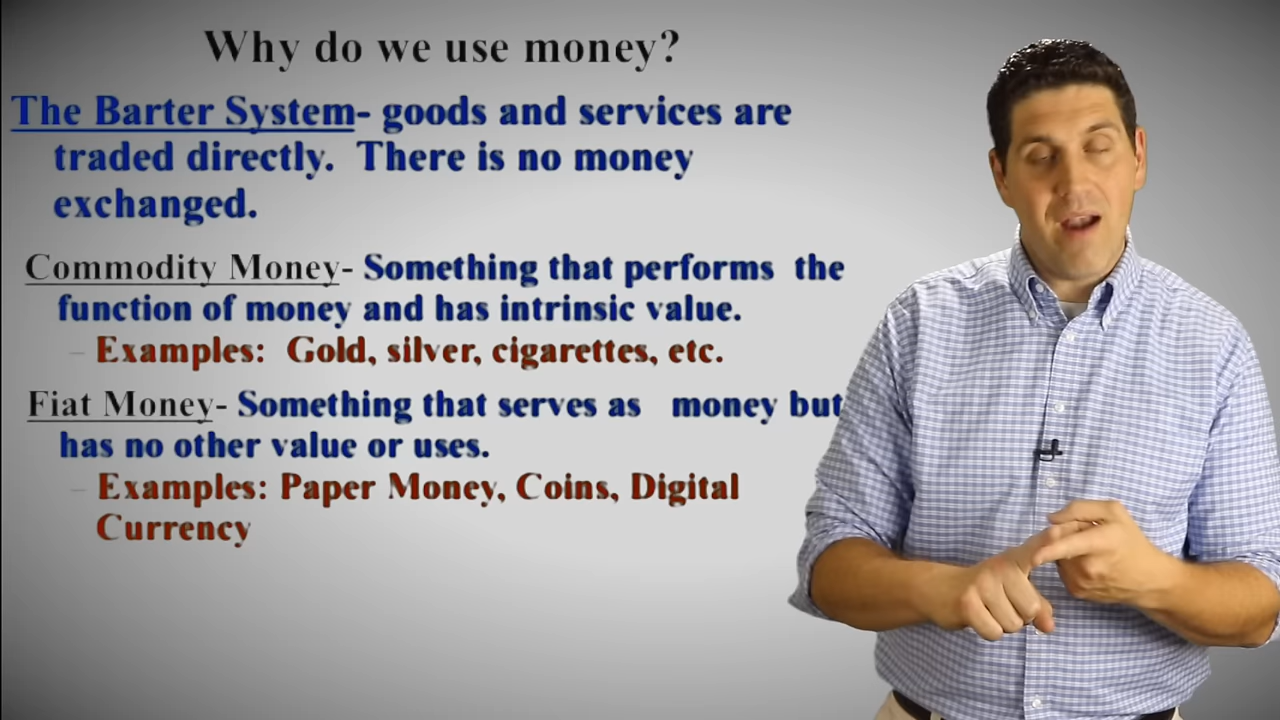 Why do we use money?
The Barter System- goods and services are
traded directly. There is no money
exchanged.
Commodity Money- Something that performs the
function of money and has intrinsic value.
– Examples: Gold, silver, cigarettes, etc.
Fiat Money- Something that serves as money but
has no other value or uses.
– Examples: Paper Money, Coins, Digital
Currency